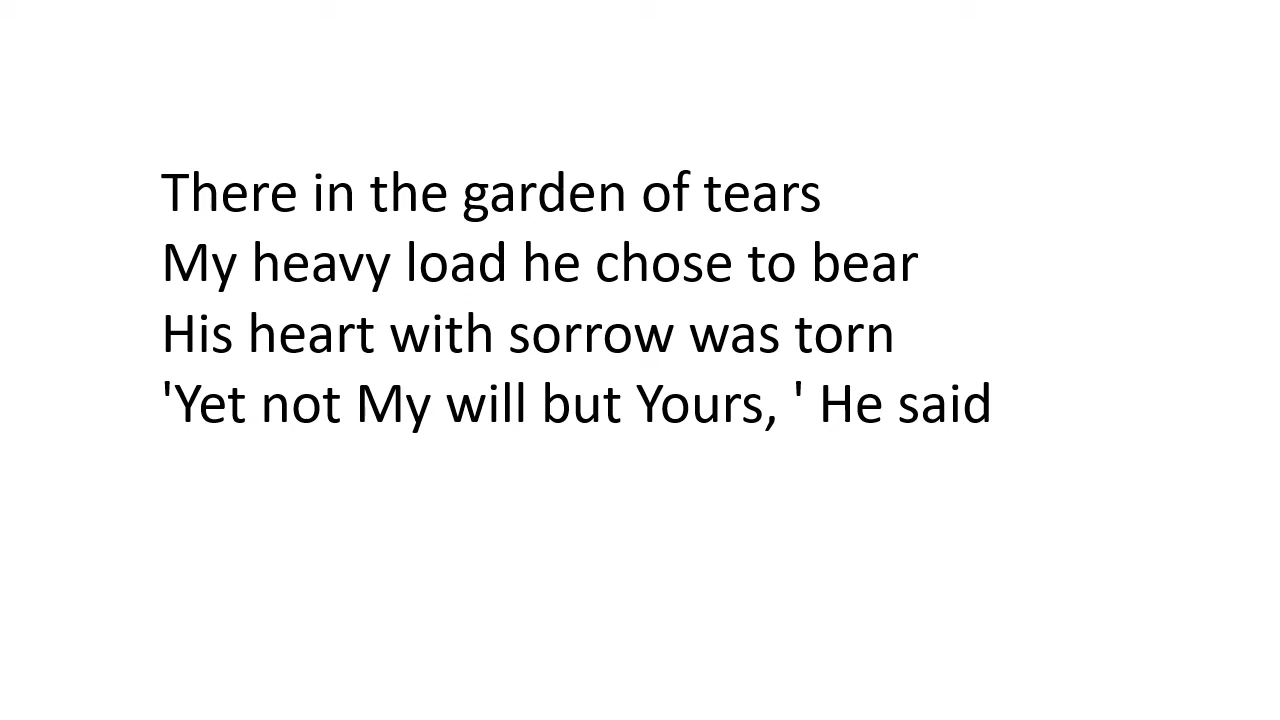 There in the garden of tears
My heavy load he chose to bear
His heart with sorrow was torn
'Yet not My will but Yours, ' He said